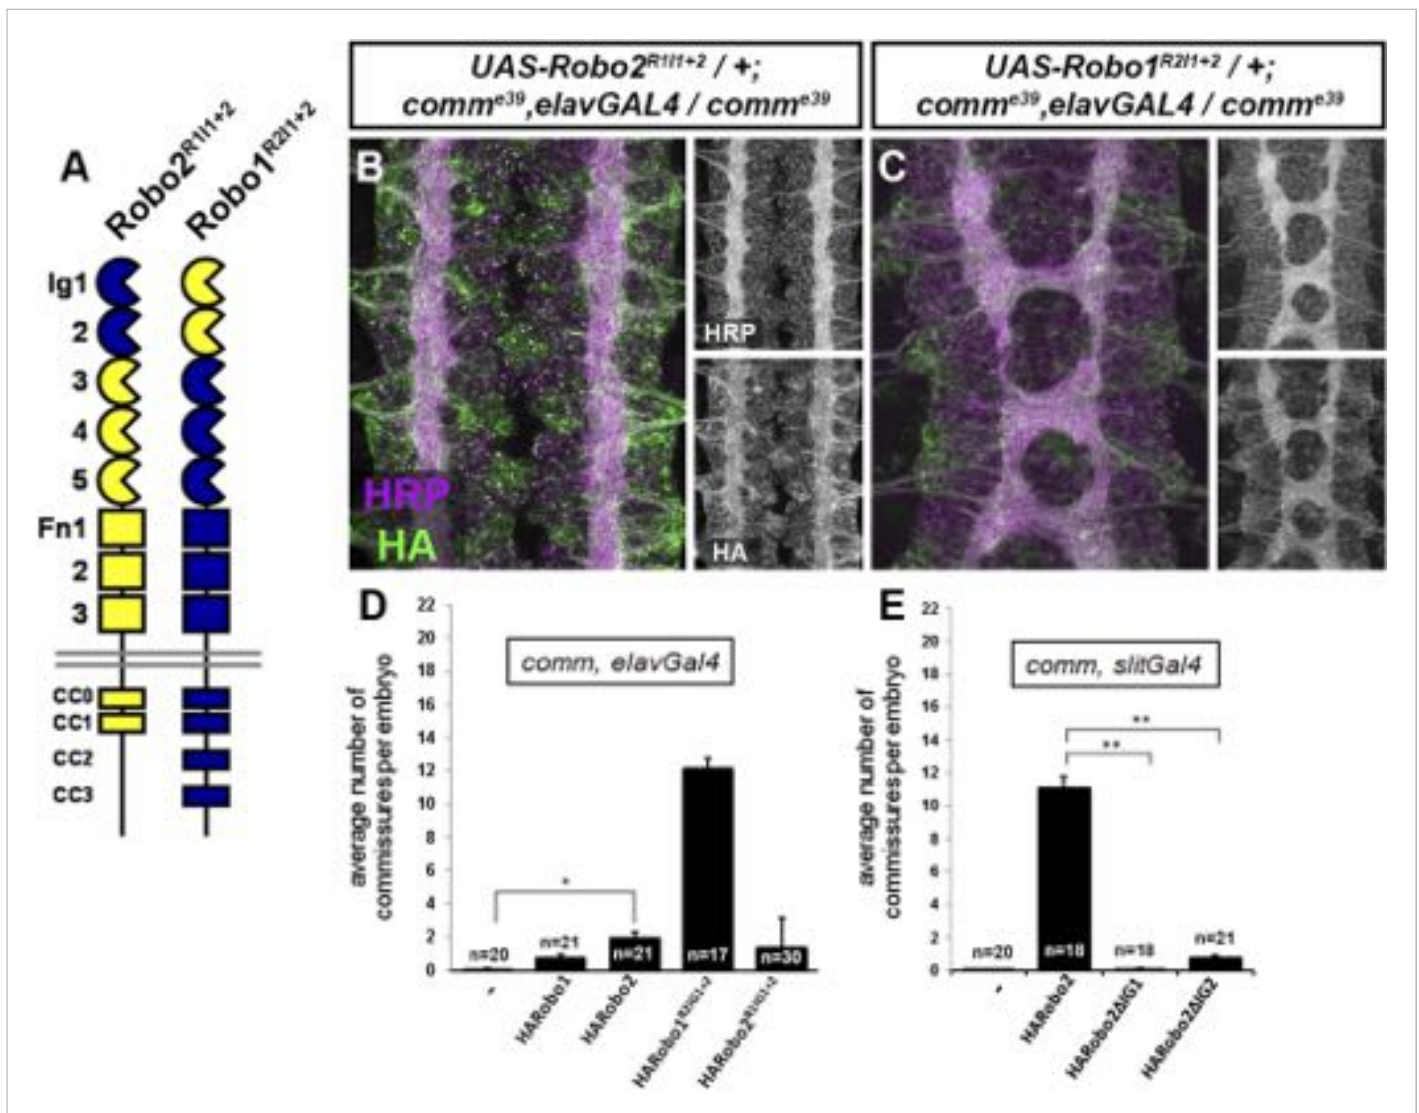 UAS-Robo2R1I1+2 / +;
comme39,elavGAL4 / comme39
UAS-Robo1R2I1+2 / +;
comme39,elavGAL4 / comme39
A
Robo2R1I1+2
Robo1R2I1+2
Ig1
2
3
4
5
Fn1
2
3
CC0
CC1
CC2
CC3
B
HRP
HA
HRP
HA
C
D
average number of
commissures per embryo
22
20
18
16
14
12
10
8
6
4
2
0
comm, elavGal4
*
n=20
n=21
n=21
n=17
n=30
-
HARobo1
HARobo2
HARobo1R2IG1+2
HARobo2R1IG1+2
E
average number of
commissures per embryo
22
20
18
16
14
12
10
8
6
4
2
0
comm, slitGal4
**
**
n=20
n=18
n=18
n=21
-
HARobo2
HARobo2ΔIG1
HARobo2ΔIG2